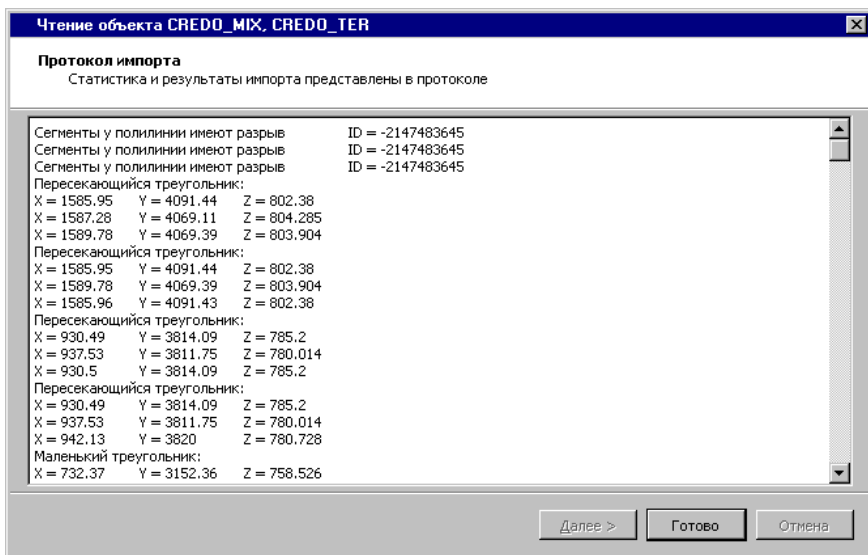 Чтение объекта CREDO_MIX, CREDO_TER
Протокол импорта
Статистика и результаты импорта представлены в протоколе
Сегменты у полилинии имеют разрыв ID = -2147483645
Сегменты у полилинии имеют разрыв ID = -2147483645
Сегменты у полилинии имеют разрыв ID = -2147483645
Пересекающийся треугольник:
X = 1585.95 Y = 4091.44 Z = 802.38
X = 1587.28 Y = 4069.11 Z = 804.285
X = 1589.78 Y = 4069.39 Z = 803.904
Пересекающийся треугольник:
X = 1585.95 Y = 4091.44 Z = 802.38
X = 1589.78 Y = 4069.39 Z = 803.904
X = 1585.96 Y = 4091.43 Z = 802.38
Пересекающийся треугольник:
X = 930.49 Y = 3814.09 Z = 785.2
X = 937.53 Y = 3811.75 Z = 780.014
X = 930.5 Y = 3814.09 Z = 785.2
Пересекающийся треугольник:
X = 930.49 Y = 3814.09 Z = 785.2
X = 937.53 Y = 3811.75 Z = 780.014
X = 942.13 Y = 3820 Z = 780.728
Маленький треугольник:
X = 732.37 Y = 3152.36 Z = 758.526
Далее > Готово Отмена